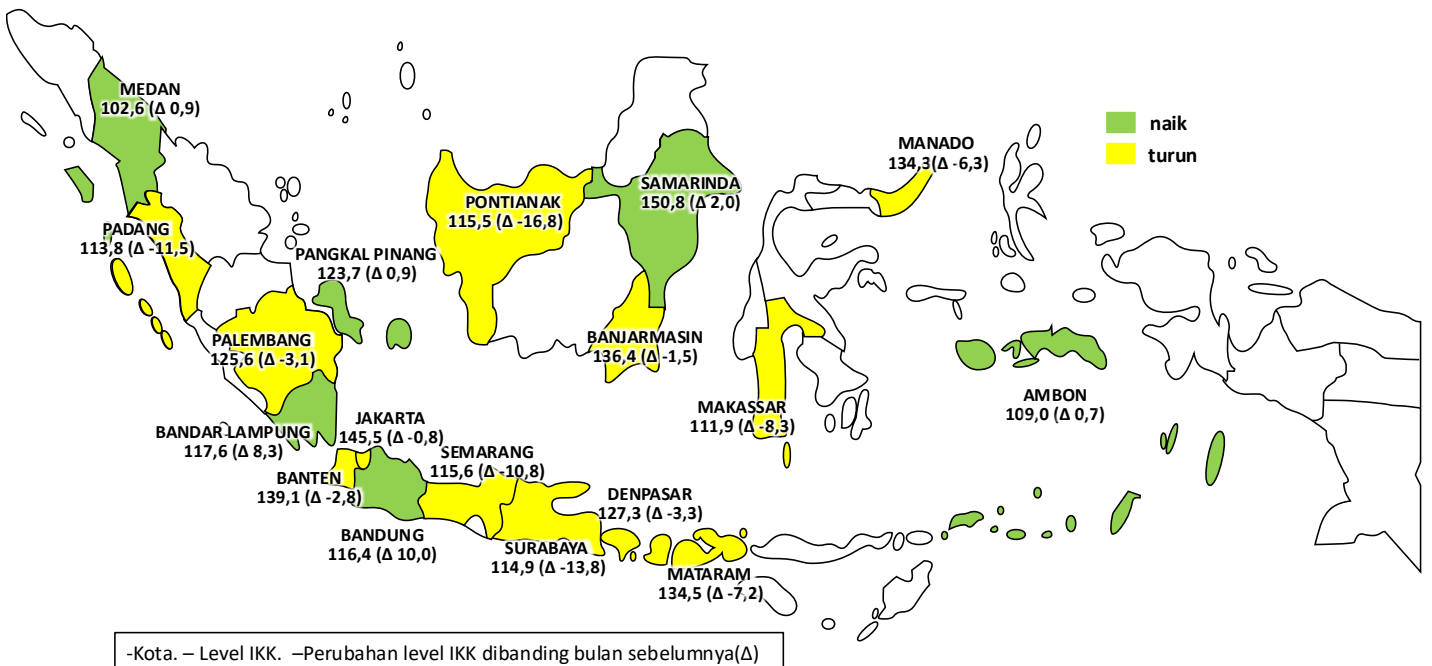 MEDAN
102,6 (Δ 0,9)
naik
turun
MANADO
134,3(Δ -6,3)
SAMARINDA
150,8 (Δ 2,0)
PONTIANAK
115,5 (Δ -16,8)
PADANG
113,8 (Δ -11,5)
PANGKAL PINANG
123,7 (Δ 0,9)
PALEMBANG
125,6 (Δ -3,1)
BANJARMASIN
136,4 (Δ -1,5)
AMBON
109,0 (Δ 0,7)
MAKASSAR
111,9 (Δ -8,3)
BANDAR LAMPUNG
117,6 (Δ 8,3)
JAKARTA
145,5 (Δ -0,8)
SEMARANG
115,6 (Δ -10,8)
BANTEN
139,1 (Δ -2,8)
DENPASAR
127,3 (Δ -3,3)
BANDUNG
116,4 (Δ 10,0)
SURABAYA
114,9 (Δ -13,8)
MATARAM
134,5 (Δ -7,2)
-Kota. – Level IKK. –Perubahan level IKK dibanding bulan sebelumnya(Δ)